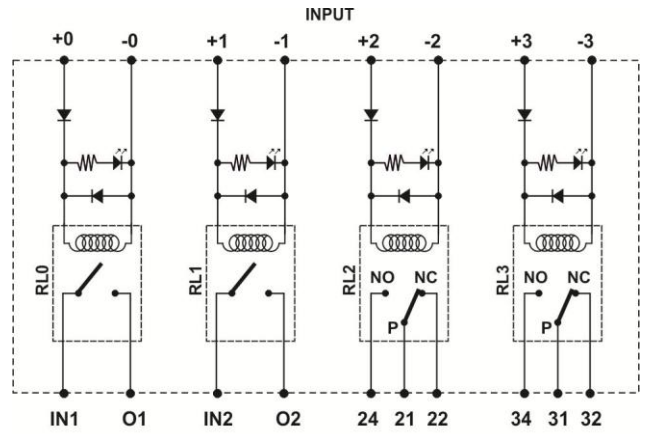 INPUT
+0 -0 +1 -1 +2 -2 +3 -3
RL0 RL1 RL2 RL3
NO NC NO NC
P P
IN1 O1 IN2 O2 24 21 22 34 31 32